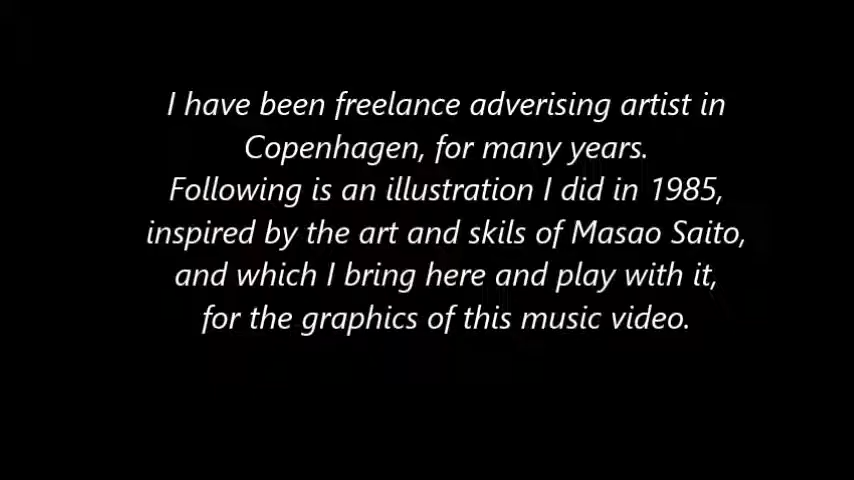 I have been freelance adverising artist in
Copenhagen, for many years.
Following is an illustration I did in 1985,
inspired by the art and skils of Masao Saito,
and which I bring here and play with it,
for the graphics of this music video.